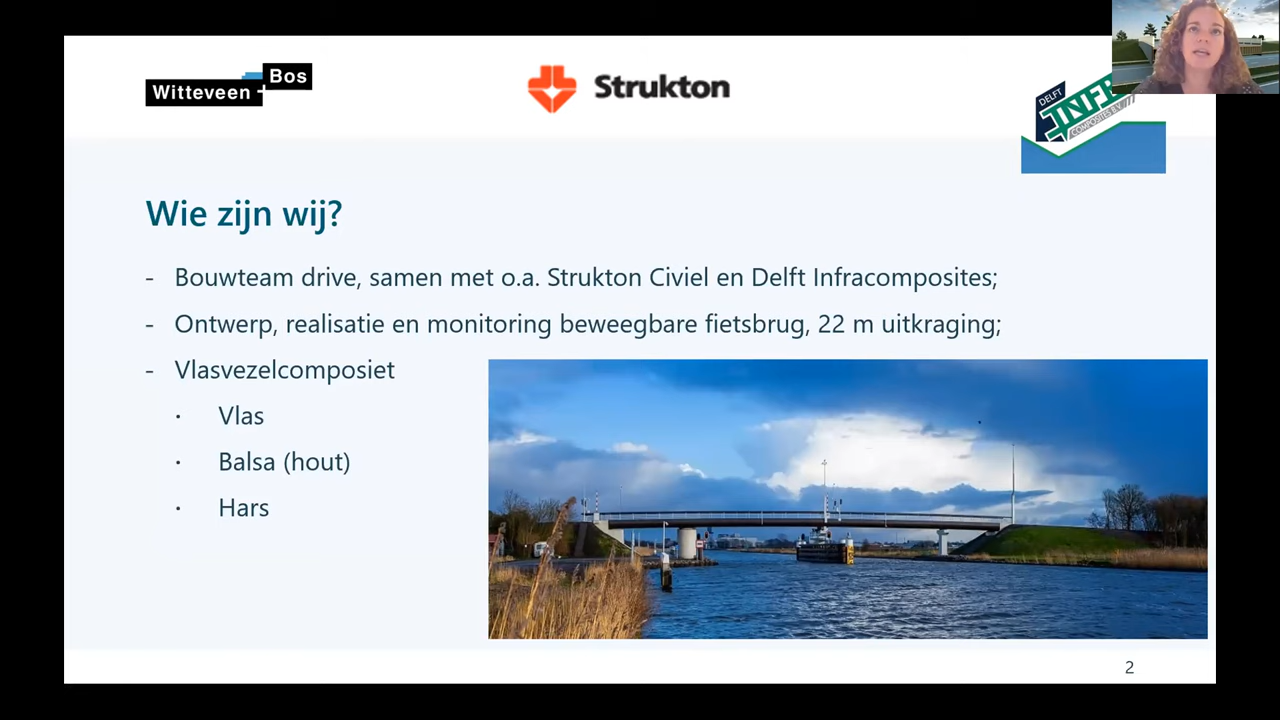 Witteveen + Bos
Strukton
DELFT
COMPOSITES B.V.
Wie zijn wij?
- Bouwteam drive, samen met o.a. Strukton Civiel en Delft Infracomposites;
- Ontwerp, realisatie en monitoring beweegbare fietsbrug, 22 m uitkraging;
- Vlasvezelcomposiet
· Vlas
· Balsa (hout)
· Hars
2